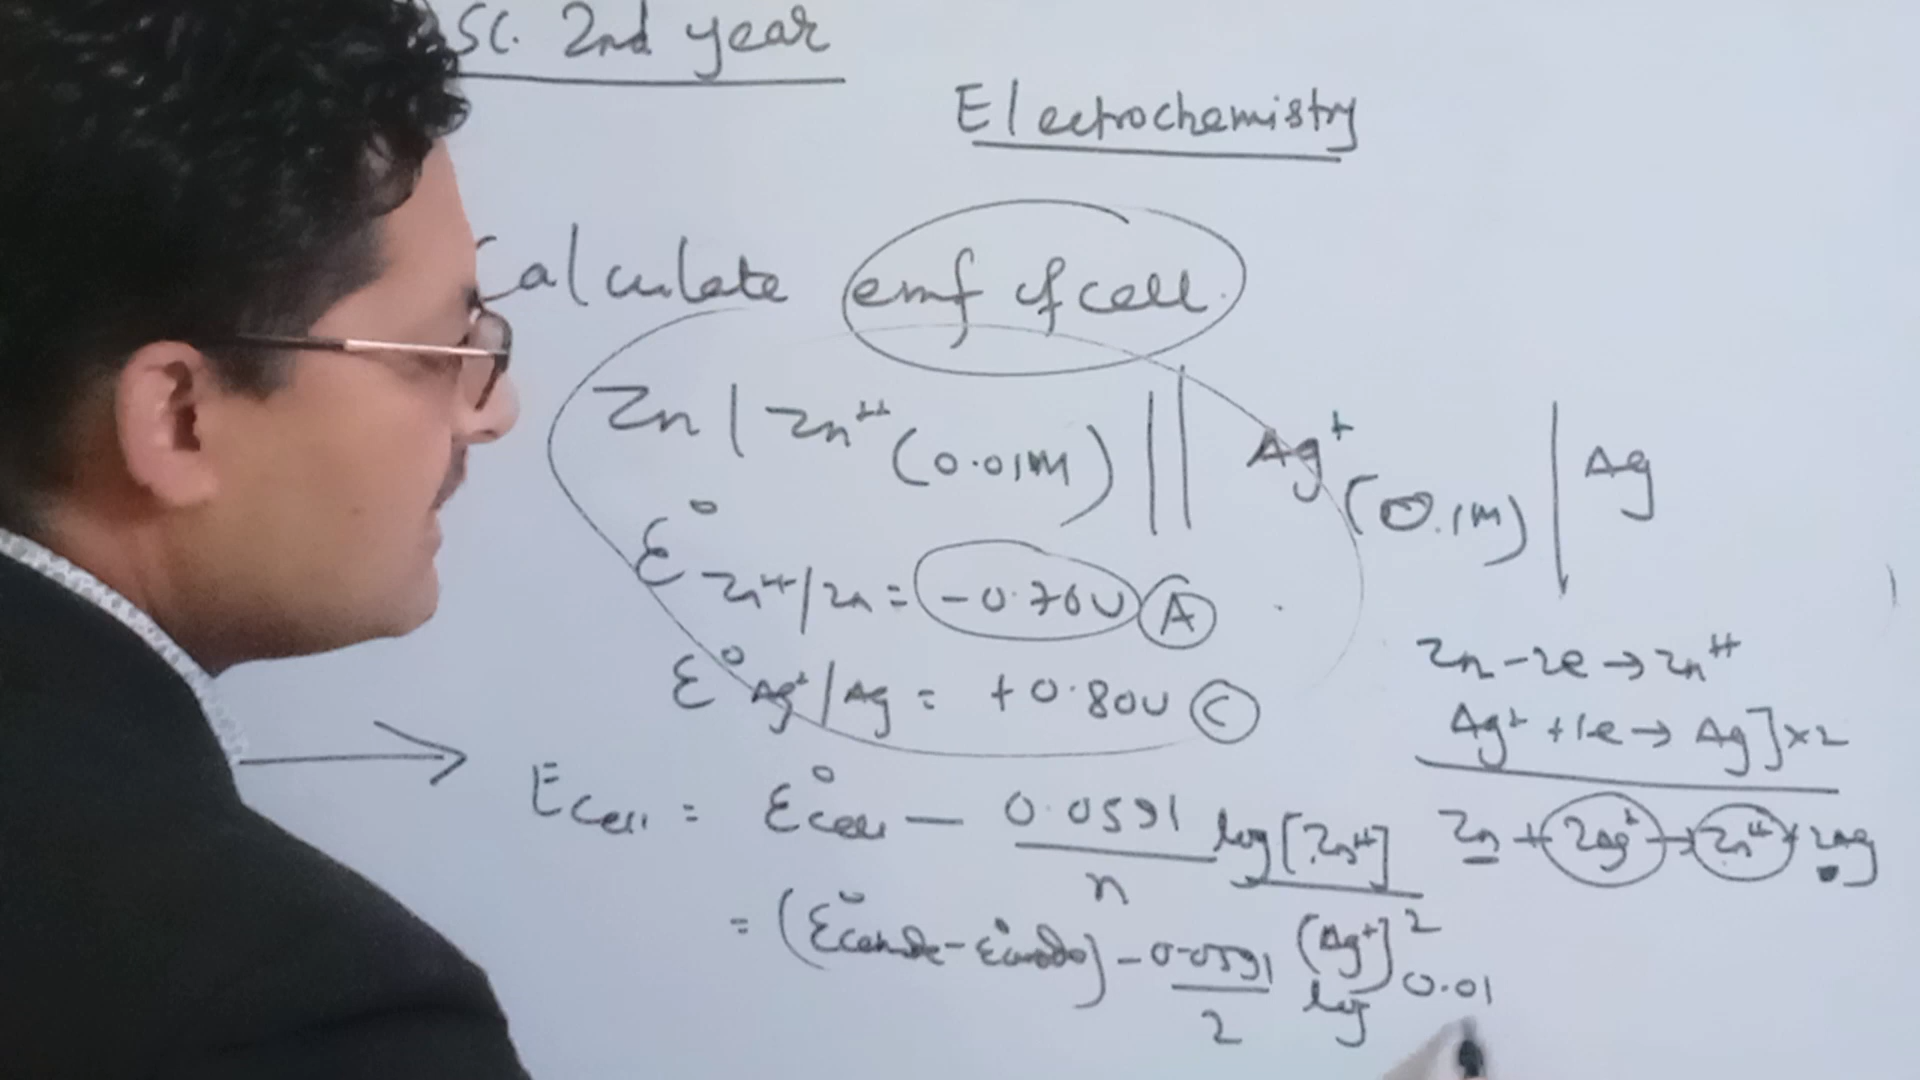 SC. 2nd year
Electrochemistry
Calculate emf of cell.
Zn | Zn⁺⁺ (0.01M) || Ag⁺ (0.1M) | Ag
ε° Zn⁺⁺/Zn = -0.76V (A)
ε° Ag⁺/Ag = +0.80V (C)
Zn - 2e → Zn⁺⁺
Ag⁺ + 1e → Ag] × 2
Zn + 2Ag⁺ → Zn⁺⁺ + 2Ag
Ecell = ε°cell - 0.0591/n log [Zn⁺⁺]/[Ag⁺]²
= (ε°cathode - ε°anode) - 0.0591/2 log 0.01